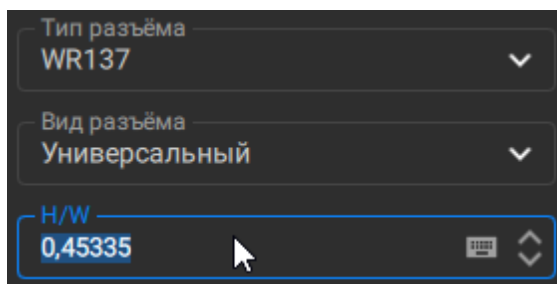 Тип разъёма
WR137
Вид разъёма
Универсальный
H/W
0,45335